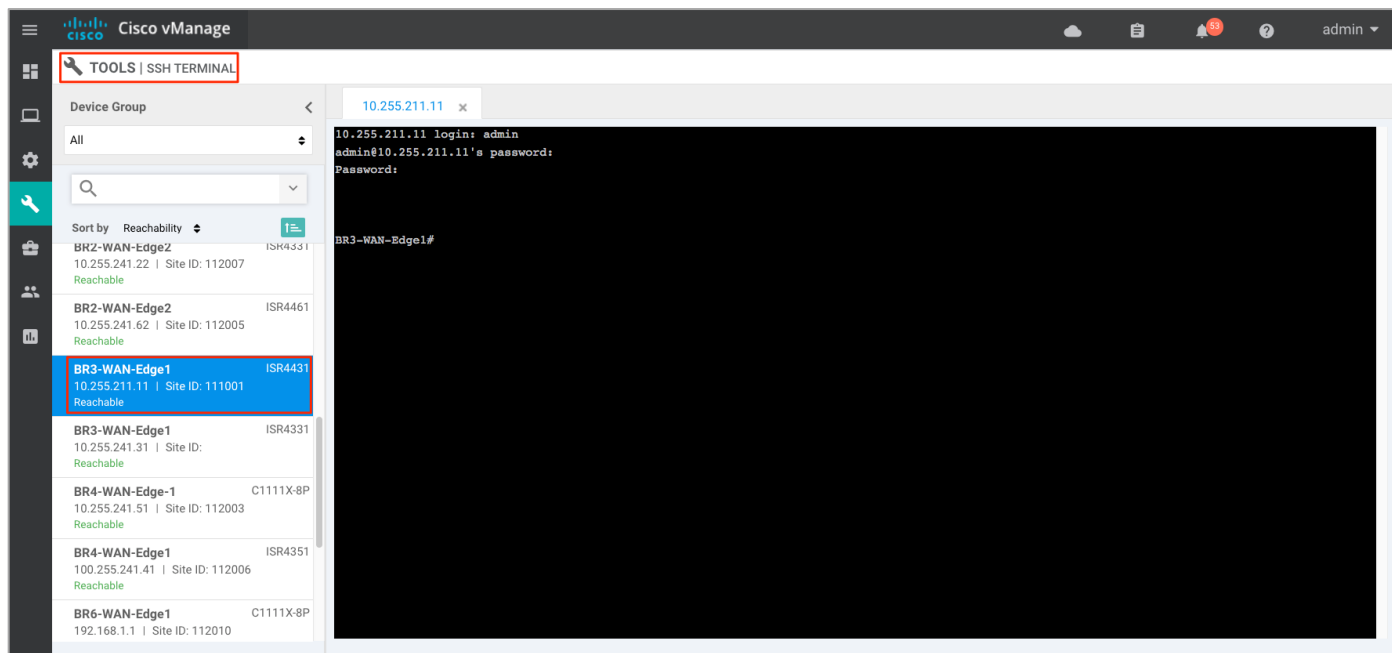 cisco Cisco vManage
53
admin
TOOLS | SSH TERMINAL
Device Group
All
Sort by Reachability
BR2-WAN-Edge2 ISR4331
10.255.241.22 | Site ID: 112007
Reachable
BR2-WAN-Edge2 ISR4461
10.255.241.62 | Site ID: 112005
Reachable
BR3-WAN-Edge1 ISR4431
10.255.211.11 | Site ID: 111001
Reachable
BR3-WAN-Edge1 ISR4331
10.255.241.31 | Site ID:
Reachable
BR4-WAN-Edge-1 C1111X-8P
10.255.241.51 | Site ID: 112003
Reachable
BR4-WAN-Edge1 ISR4351
100.255.241.41 | Site ID: 112006
Reachable
BR6-WAN-Edge1 C1111X-8P
192.168.1.1 | Site ID: 112010
10.255.211.11 x
10.255.211.11 login: admin
admin@10.255.211.11's password:
Password:
BR3-WAN-Edge1#